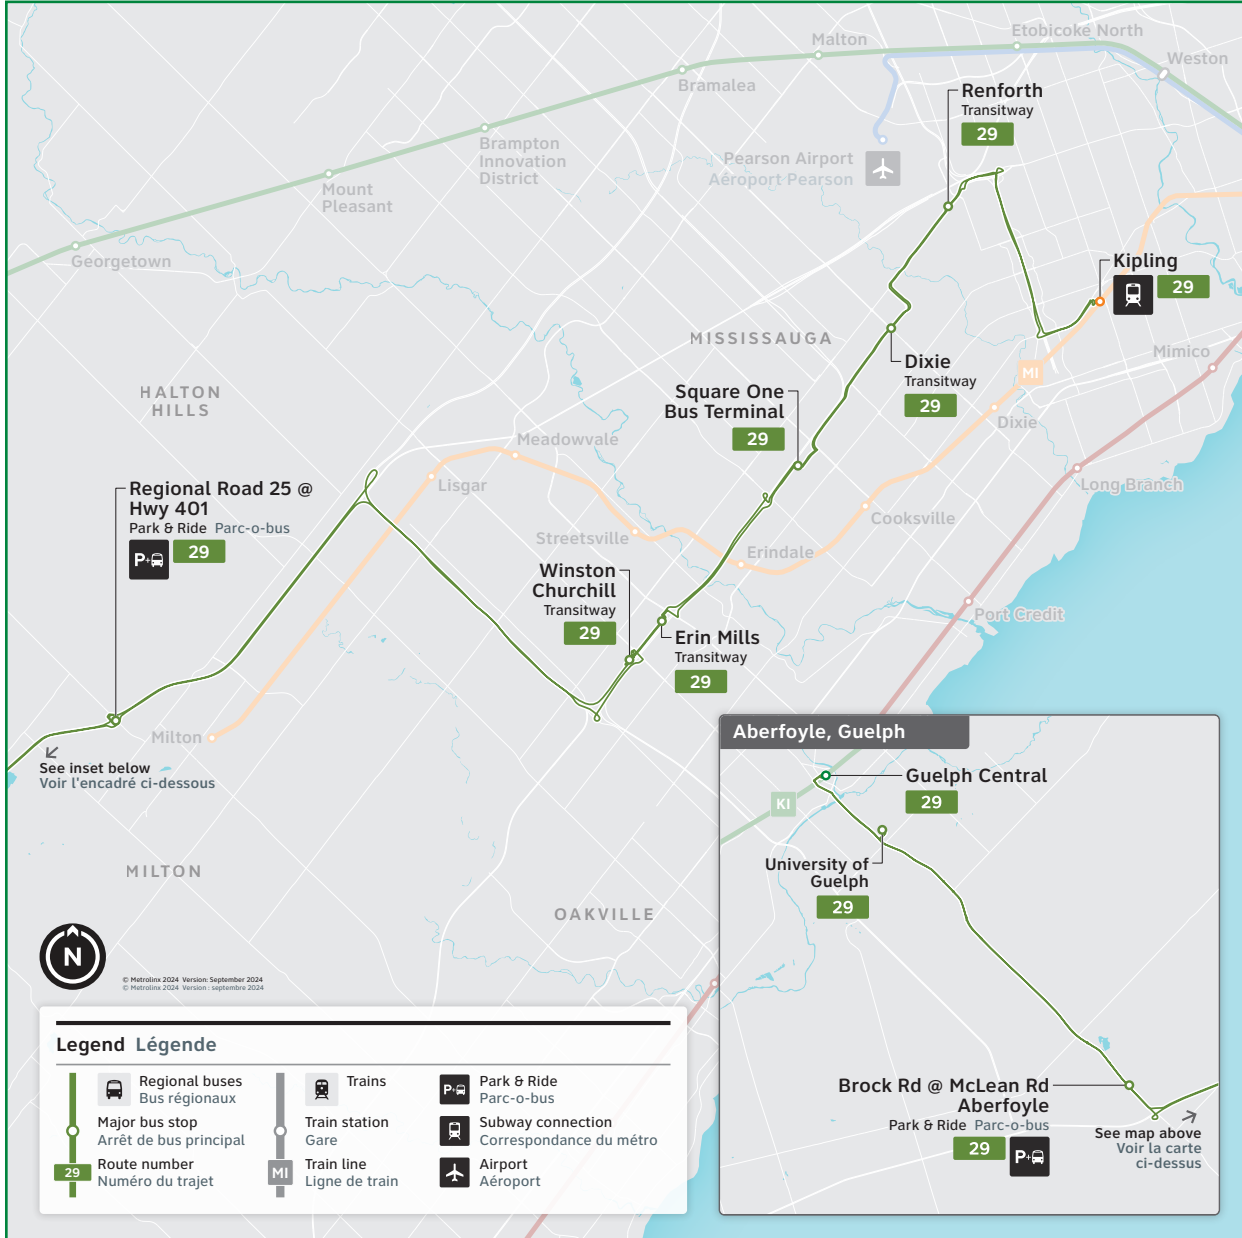 Etobicoke North
Malton
Weston
Bramalea
Renforth
Transitway
29
Brampton
Innovation
District
Pearson Airport
Aéroport Pearson
Mount
Pleasant
Georgetown
Kipling
29
MISSISSAUGA
Mimico
Dixie
Transitway
29
MI
HALTON
HILLS
Square One
Bus Terminal
29
Dixie
Meadowvale
Lisgar
Long Branch
Regional Road 25 @
Hwy 401
Park & Ride Parc-o-bus
P+
29
Cooksville
Streetsville
Erindale
Winston
Churchill
Transitway
29
Port Credit
Erin Mills
Transitway
29
Milton
See inset below
Voir l'encadré ci-dessous
MILTON
OAKVILLE
N
© Metrolinx 2024 Version: September 2024
© Metrolinx 2024 Version : septembre 2024
Aberfoyle, Guelph
Guelph Central
29
KI
University of
Guelph
29
Brock Rd @ McLean Rd
Aberfoyle
Park & Ride Parc-o-bus
29
P+
See map above
Voir la carte
ci-dessus
Legend Légende
Regional buses
Bus régionaux
Major bus stop
Arrêt de bus principal
29
Route number
Numéro du trajet
Trains
Train station
Gare
MI
Train line
Ligne de train
P+
Park & Ride
Parc-o-bus
Subway connection
Correspondance du métro
Airport
Aéroport